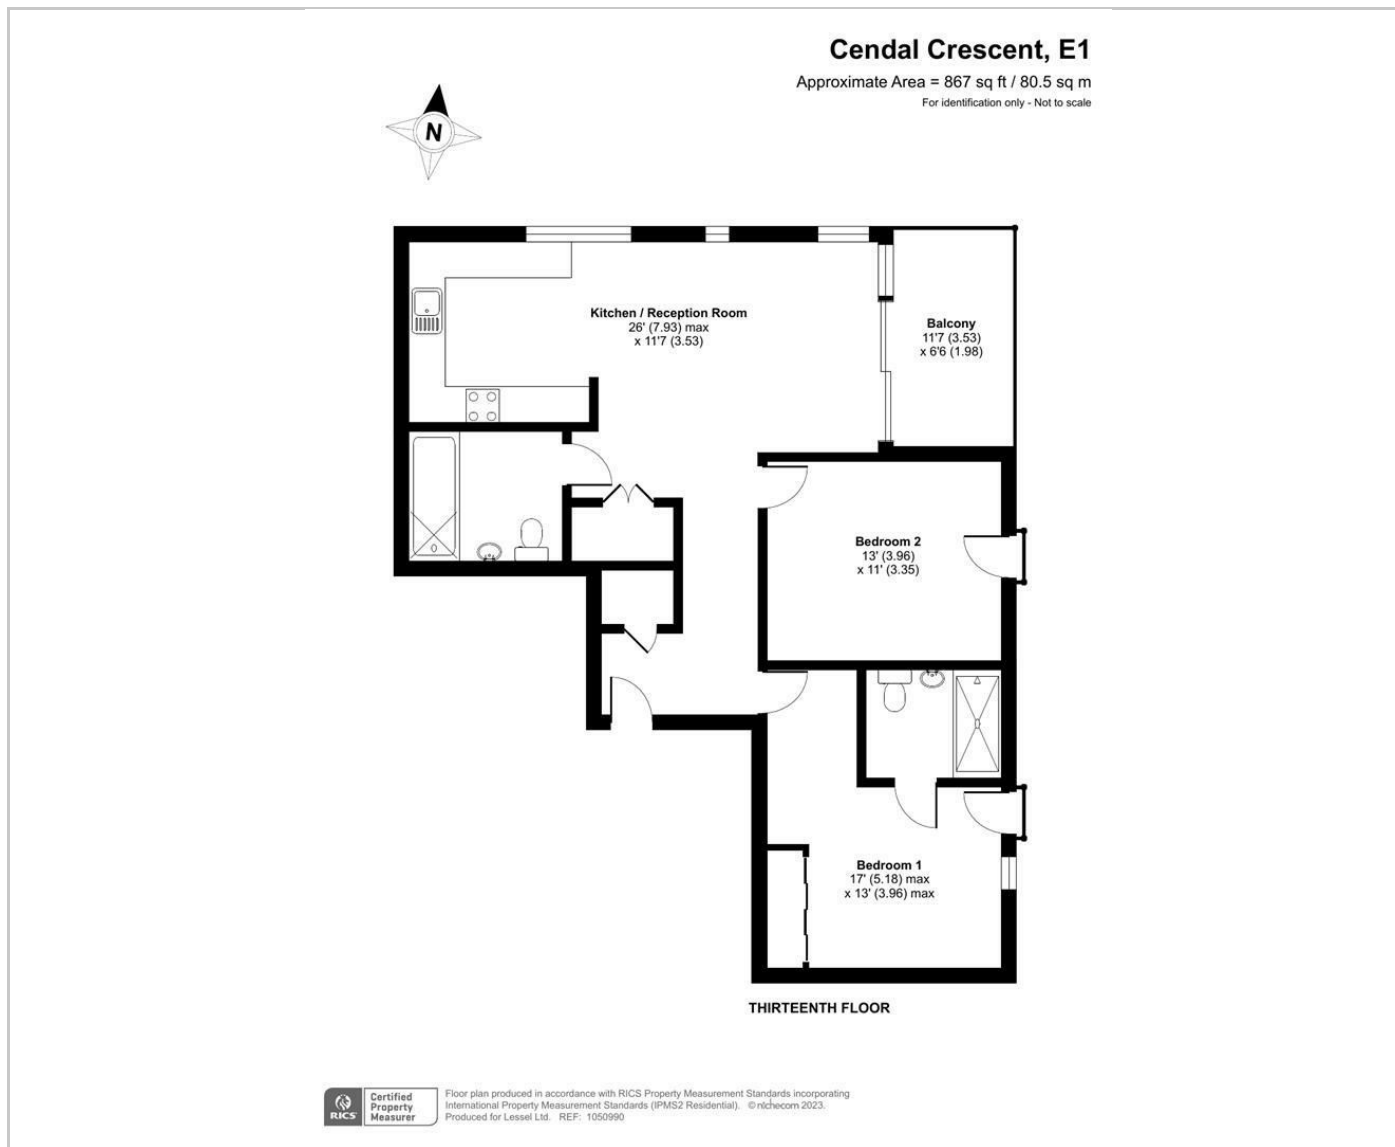 Cendal Crescent, E1
Approximate Area = 867 sq ft / 80.5 sq m
For identification only - Not to scale
N
Kitchen / Reception Room
26' (7.93) max
x 11'7 (3.53)
Balcony
11'7 (3.53)
x 6'6 (1.98)
Bedroom 2
13' (3.96)
x 11' (3.35)
Bedroom 1
17' (5.18) max
x 13' (3.96) max
THIRTEENTH FLOOR
RICS
Certified
Property
Measurer
Floor plan produced in accordance with RICS Property Measurement Standards incorporating
International Property Measurement Standards (IPMS2 Residential). © nichecom 2023.
Produced for Lessel Ltd. REF: 1050990